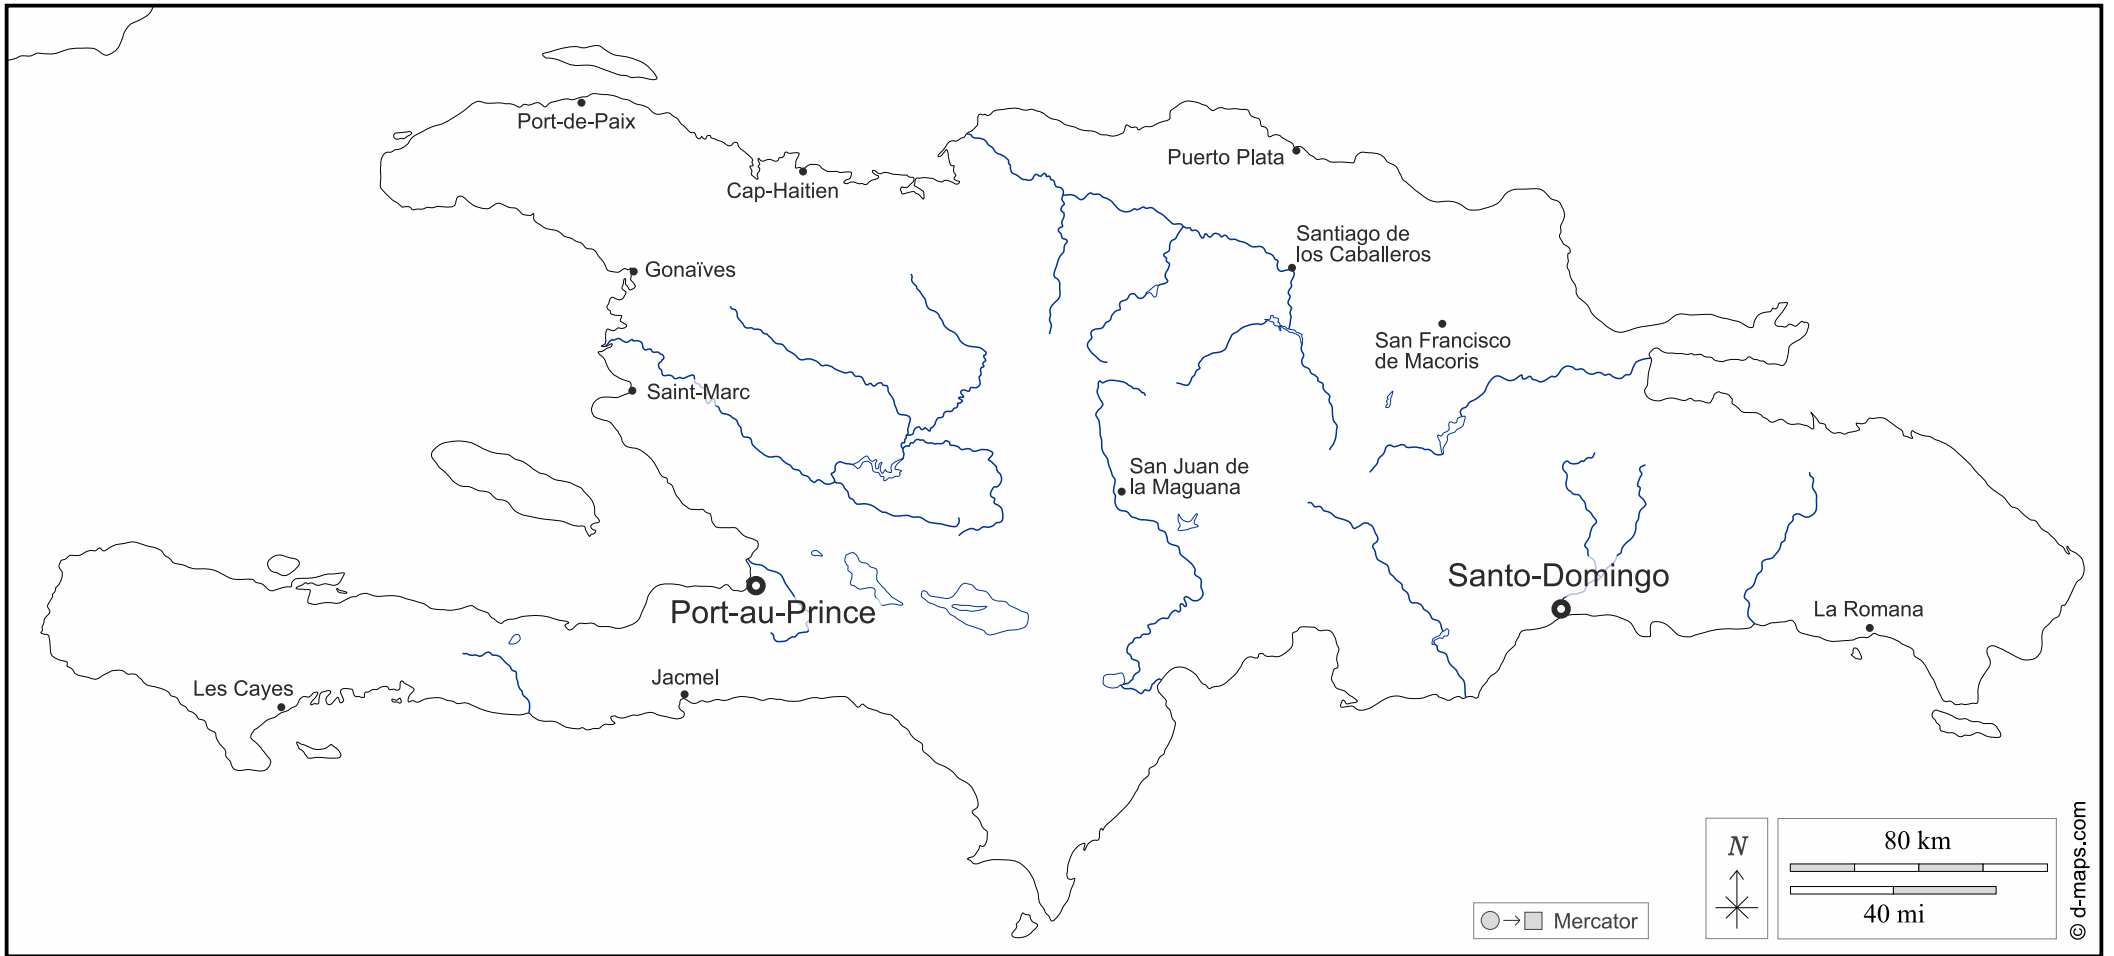 Port-de-Paix
Puerto Plata
Cap-Haitien
Santiago de
los Caballeros
Gonaïves
San Francisco
de Macoris
Saint-Marc
San Juan de
la Maguana
Santo-Domingo
Port-au-Prince
La Romana
Jacmel
Les Cayes
80 km
N
40 mi
Mercator
© d-maps.com